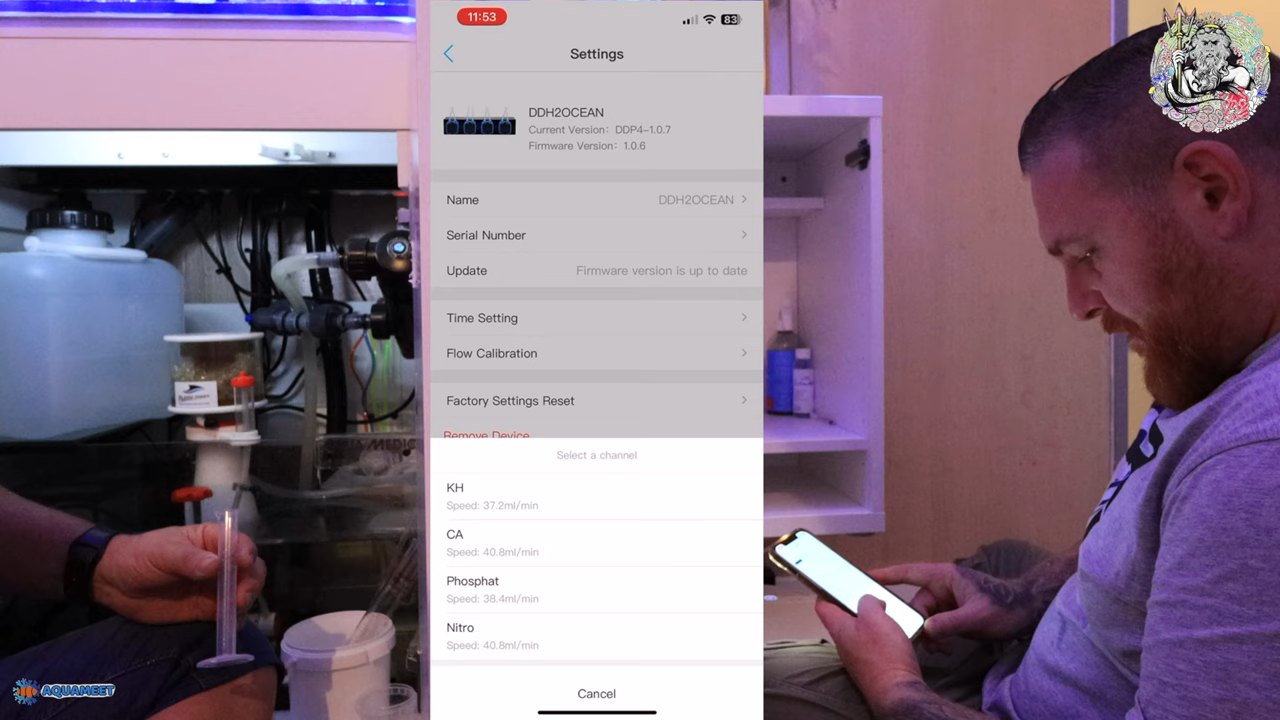 11:53
83
Settings
DDH2OCEAN
Current Version: DDP4-1.0.7
Firmware Version: 1.0.6
Name
DDH2OCEAN
Serial Number
Update
Firmware version is up to date
Time Setting
Flow Calibration
Factory Settings Reset
Remove Device
Select a channel
KH
Speed: 37.2ml/min
CA
Speed: 40.8ml/min
Phosphat
Speed: 38.4ml/min
Nitro
Speed: 40.8ml/min
Cancel
AQUAMEET